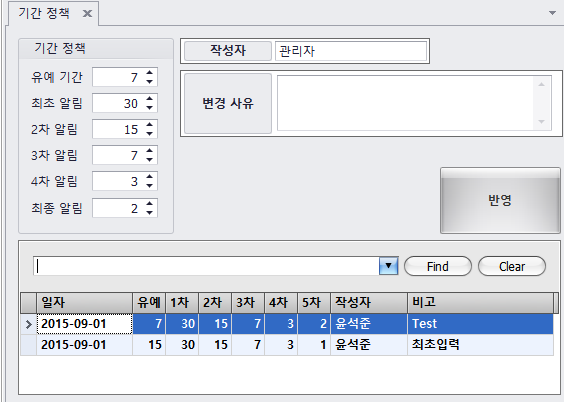 기간 정책
기간 정책
유예 기간 7
최초 알림 30
2차 알림 15
3차 알림 7
4차 알림 3
최종 알림 2
작성자 관리자
변경 사유
반영
Find Clear
일자 유예 1차 2차 3차 4차 5차 작성자 비고
2015-09-01 7 30 15 7 3 2 윤석준 Test
2015-09-01 15 30 15 7 3 1 윤석준 최초입력